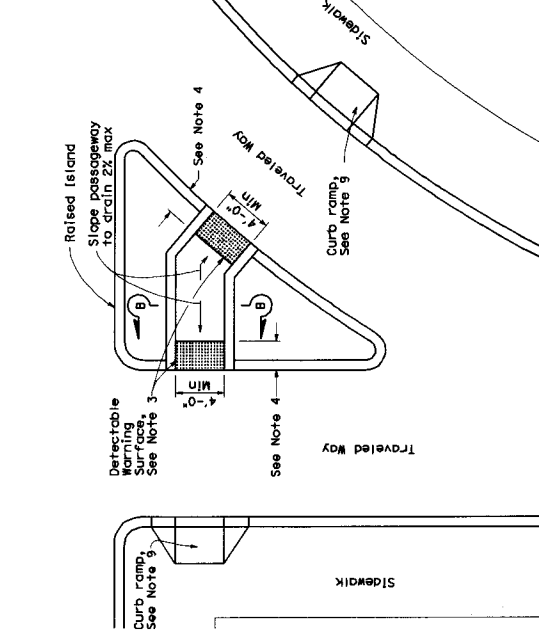 Sidewalk
Raised Island
Slope passageway
to drain 2% max
See Note 4
Traveled Way
4'-0"
Min
Curb ramp,
See Note 9
B
B
4'-0"
Min
Detectable
Warning
Surface,
See Note 3
See Note 4
Traveled Way
Curb ramp,
See Note 9
Sidewalk